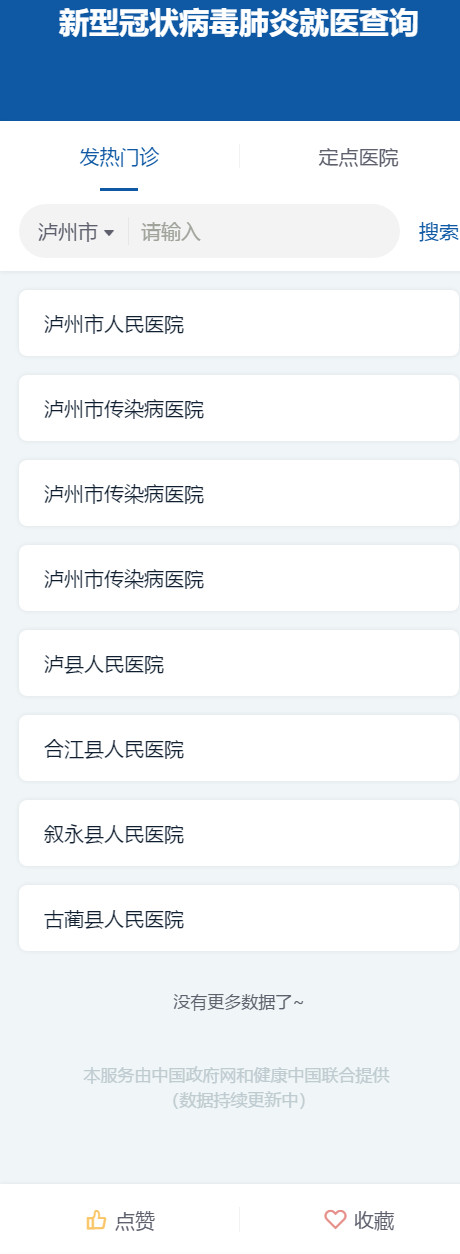 新型冠状病毒肺炎就医查询
发热门诊 定点医院
泸州市 请输入 搜索
泸州市人民医院
泸州市传染病医院
泸州市传染病医院
泸州市传染病医院
泸县人民医院
合江县人民医院
叙永县人民医院
古蔺县人民医院
没有更多数据了~
本服务由中国政府网和健康中国联合提供
（数据持续更新中）
点赞 收藏